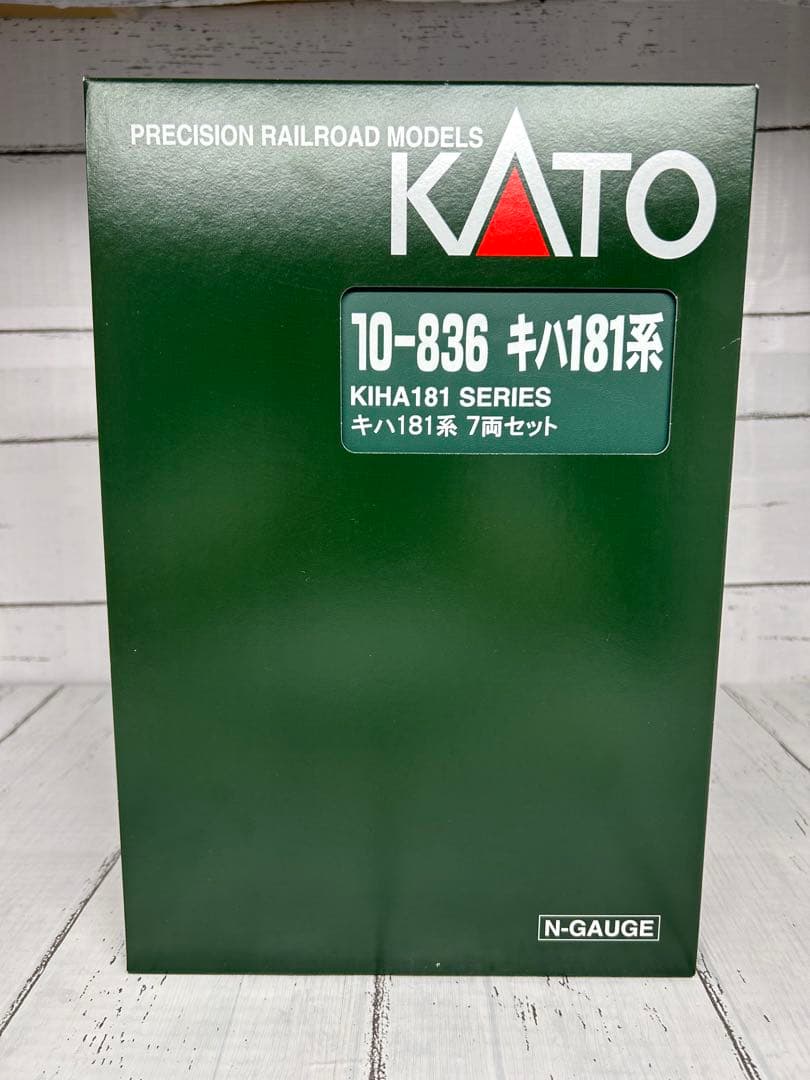 PRECISION RAILROAD MODELS
KATO
10-836 キハ181系
KIHA181 SERIES
キハ181系 7両セット
N-GAUGE